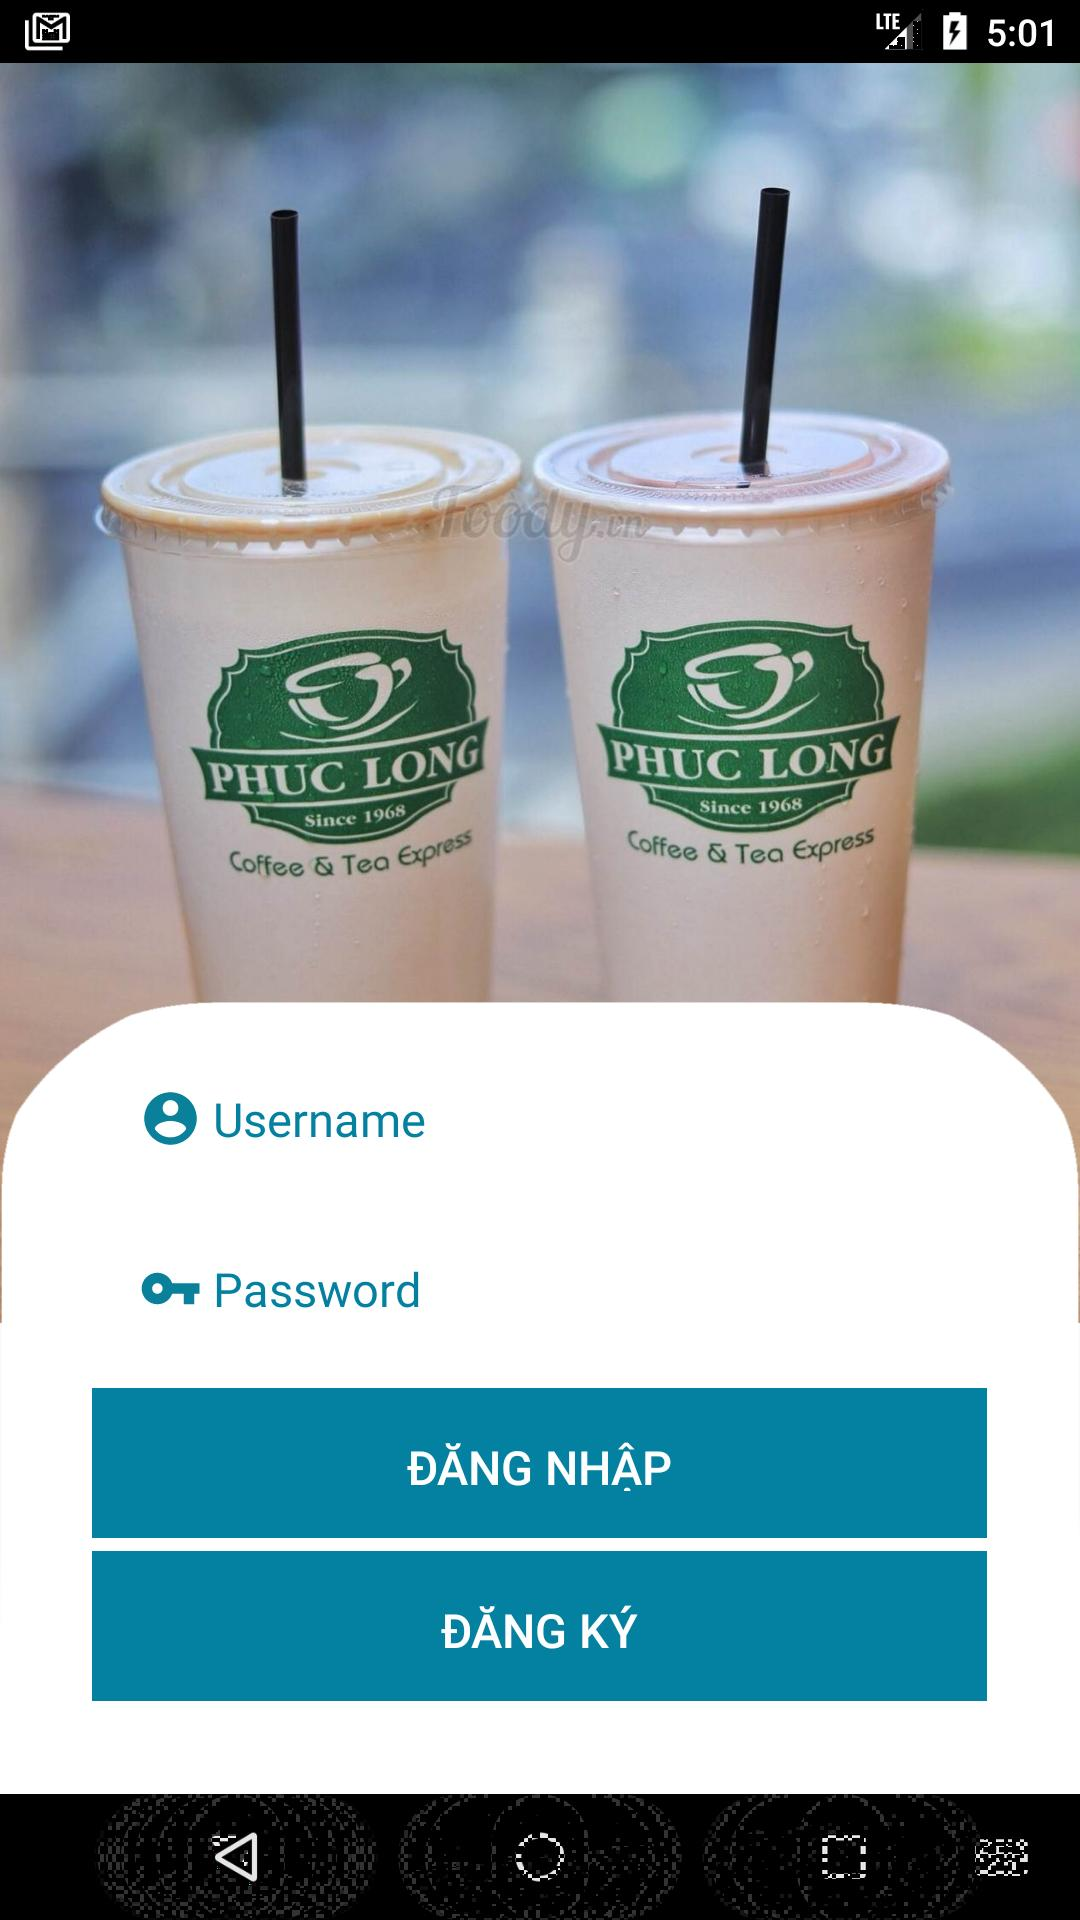 LTE 5:01
Foody.vn
PHUC LONG
Since 1968
Coffee & Tea Express
PHUC LONG
Since 1968
Coffee & Tea Express
Username
Password
ĐĂNG NHẬP
ĐĂNG KÝ